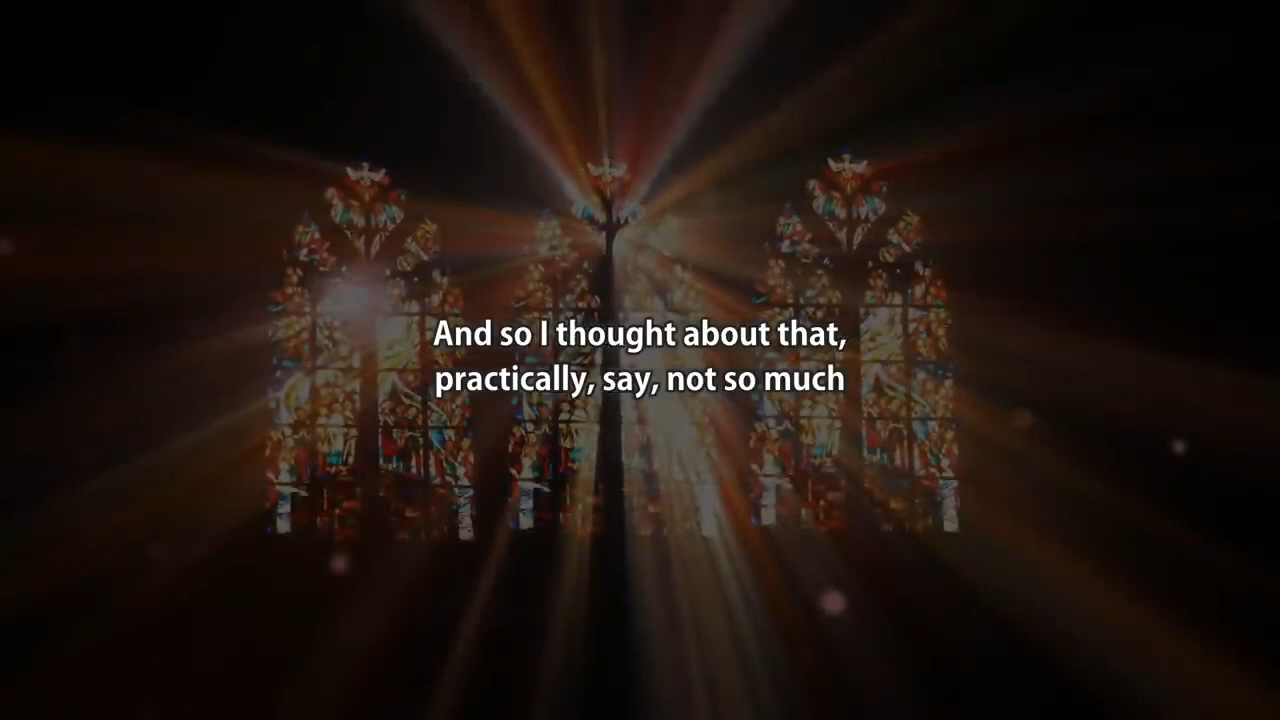 And so I thought about that,
practically, say, not so much